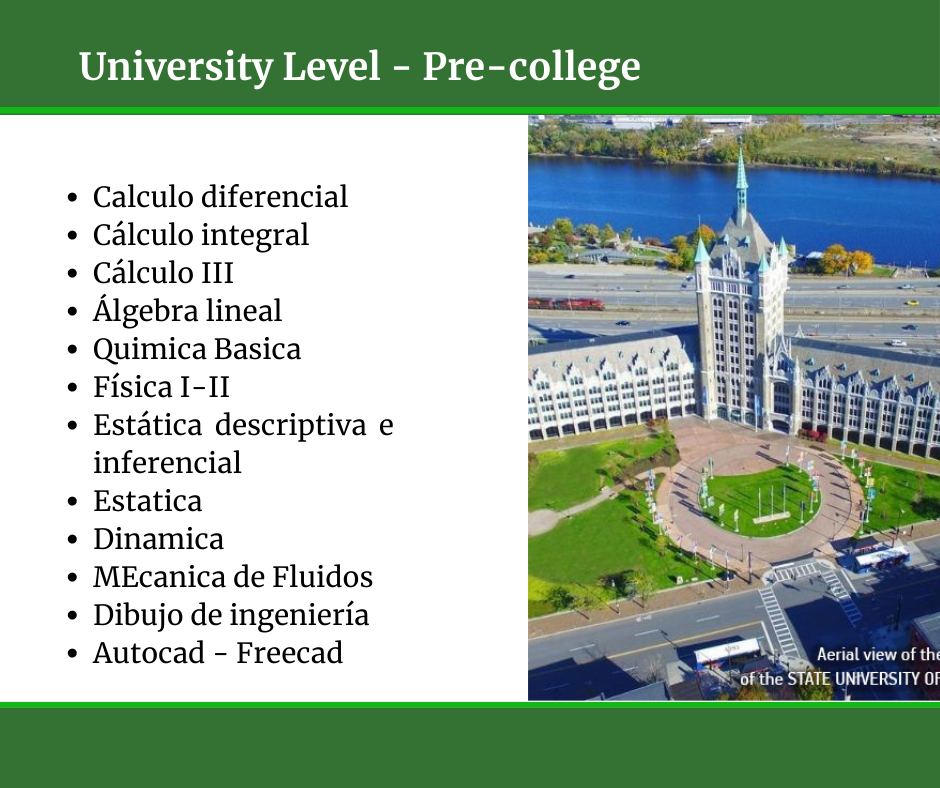 University Level - Pre-college
• Calculo diferencial
• Cálculo integral
• Cálculo III
• Álgebra lineal
• Quimica Basica
• Física I-II
• Estática descriptiva e
inferencial
• Estatica
• Dinamica
• MEcanica de Fluidos
• Dibujo de ingeniería
• Autocad - Freecad
Aerial view of the
of the STATE UNIVERSITY OF